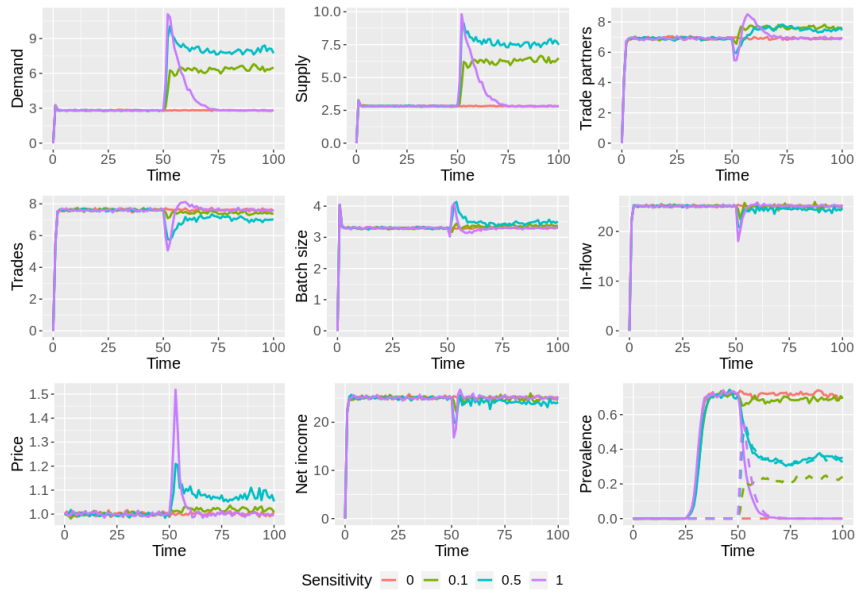 Demand
9
6
3
0
0 25 50 75 100
Time
Supply
10.0
7.5
5.0
2.5
0.0
0 25 50 75 100
Time
Trade partners
8
6
4
2
0
0 25 50 75 100
Time
Trades
8
6
4
2
0
0 25 50 75 100
Time
Batch size
4
3
2
1
0
0 25 50 75 100
Time
In-flow
20
10
0
0 25 50 75 100
Time
Price
1.5
1.4
1.3
1.2
1.1
1.0
0 25 50 75 100
Time
Net income
20
10
0
0 25 50 75 100
Time
Prevalence
0.6
0.4
0.2
0.0
0 25 50 75 100
Time
Sensitivity 0 0.1 0.5 1